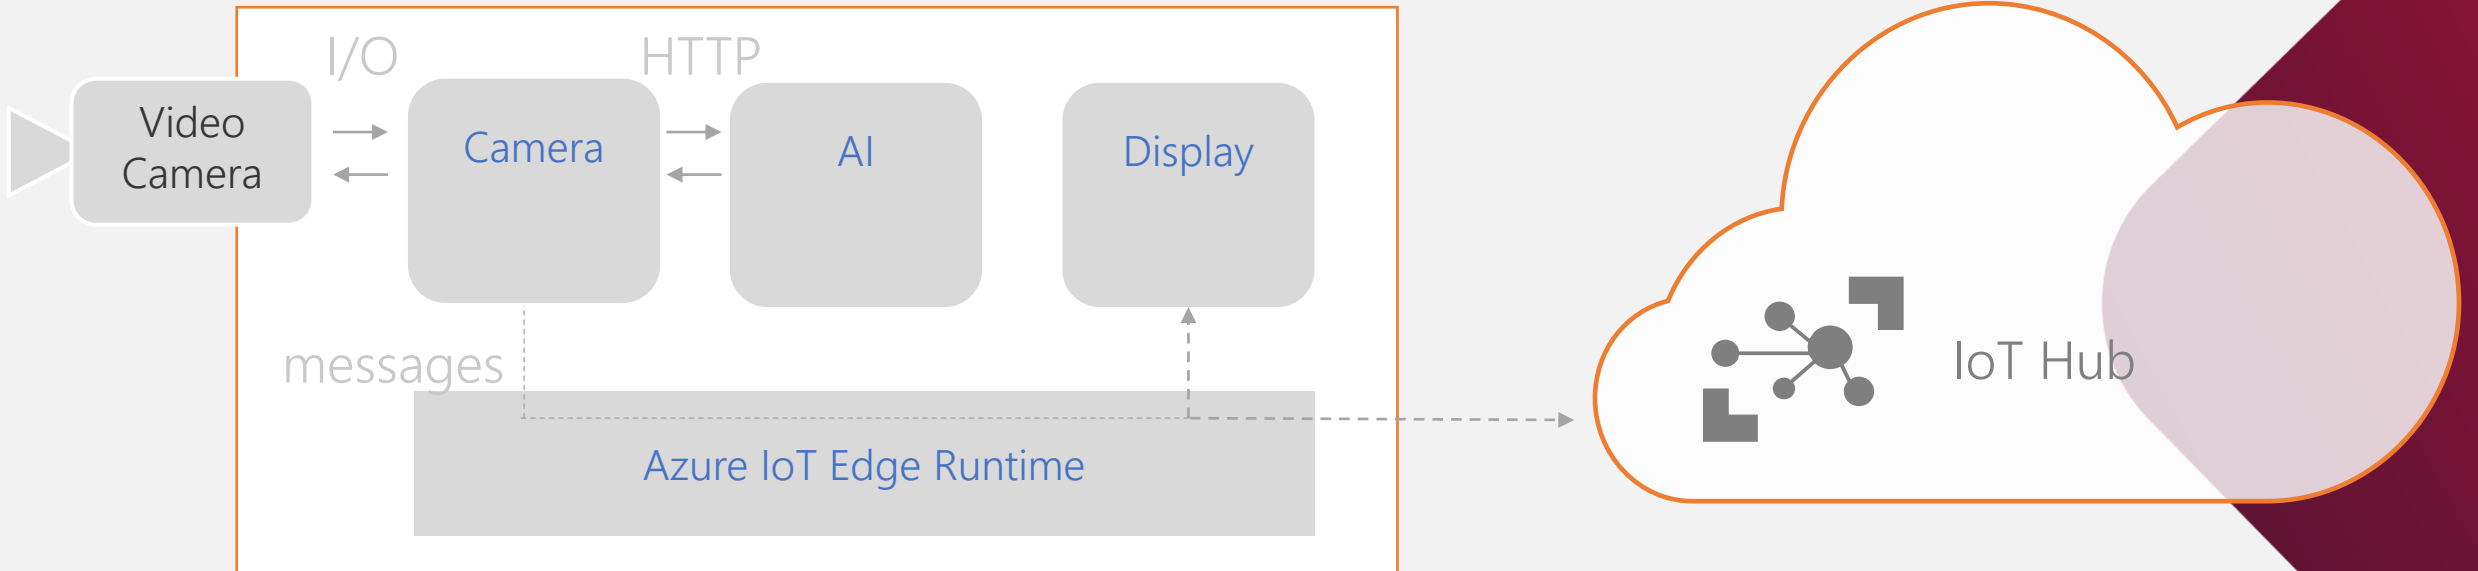 I/O
HTTP
Video
Camera
Camera
AI
Display
messages
IoT Hub
Azure IoT Edge Runtime